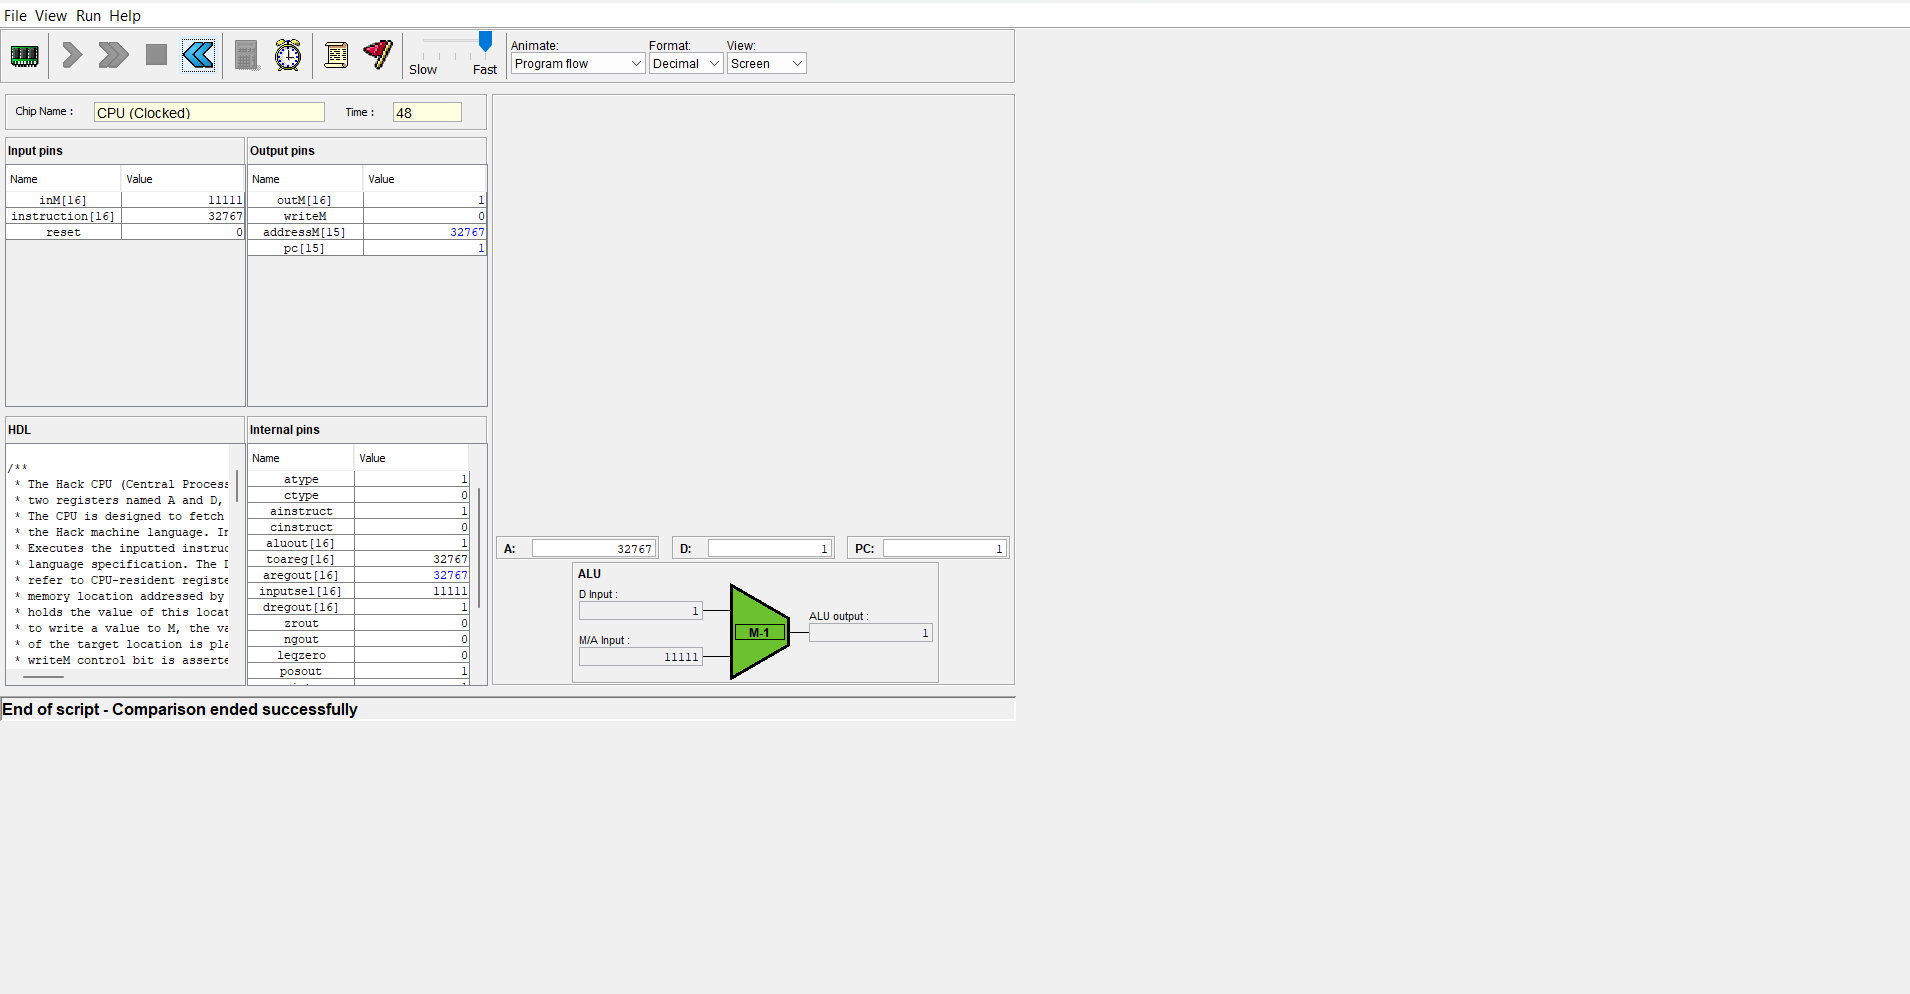 File View Run Help
Slow Fast
Animate: Format: View:
Program flow Decimal Screen
Chip Name : CPU (Clocked) Time : 48
Input pins
Name Value
inM[16] 11111
instruction[16] 32767
reset 0
Output pins
Name Value
outM[16] 1
writeM 0
addressM[15] 32767
pc[15] 1
HDL
/**
* The Hack CPU (Central Process
* two registers named A and D,
* The CPU is designed to fetch
* the Hack machine language. In
* Executes the inputted instruc
* language specification. The D
* refer to CPU-resident registe
* memory location addressed by
* holds the value of this locat
* to write a value to M, the va
* of the target location is pla
* writeM control bit is asserte
Internal pins
Name Value
atype 1
ctype 0
ainstruct 1
cinstruct 0
aluout[16] 1
toareg[16] 32767
aregout[16] 32767
inputsel[16] 11111
dregout[16] 1
zrout 0
ngout 0
leqzero 0
posout 1
A: 32767 D: 1 PC: 1
ALU
D Input :
1
M/A Input :
11111
M-1
ALU output :
1
End of script - Comparison ended successfully